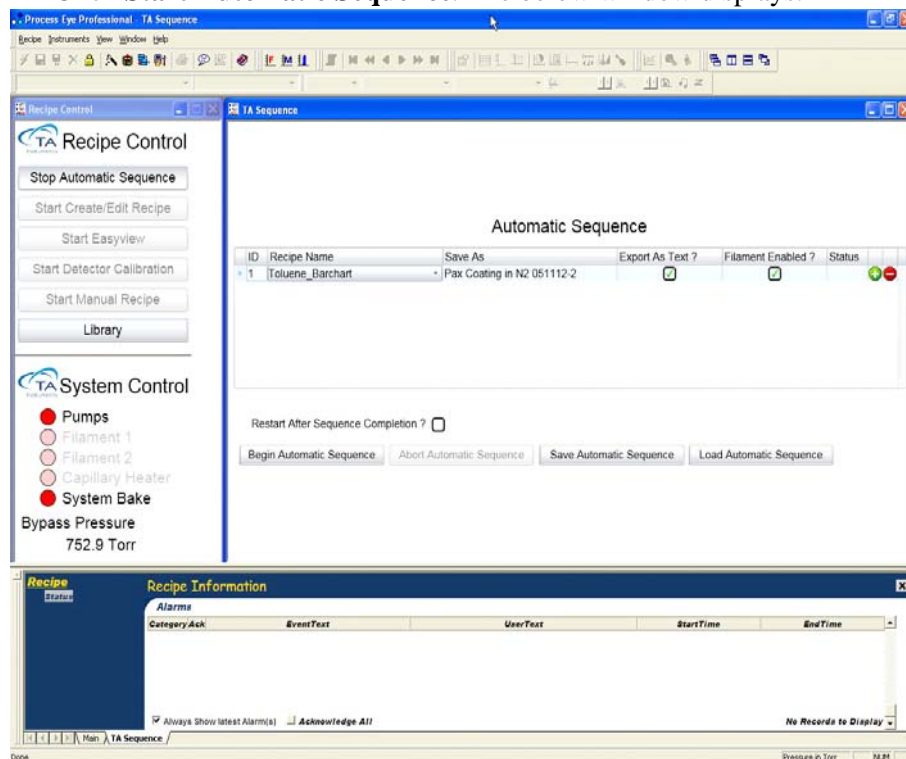 Process Eye Professional - TA Sequence
Recipe Instruments View Window Help
Recipe Control
TA Recipe Control
Stop Automatic Sequence
Start Create/Edit Recipe
Start Easyview
Start Detector Calibration
Start Manual Recipe
Library
TA System Control
Pumps
Filament 1
Filament 2
Capillary Heater
System Bake
Bypass Pressure
752.9 Torr
TA Sequence
Automatic Sequence
ID Recipe Name Save As Export As Text ? Filament Enabled ? Status
1 Toluene_Barchart Pax Coating in N2 051112-2
Restart After Sequence Completion ?
Begin Automatic Sequence Abort Automatic Sequence Save Automatic Sequence Load Automatic Sequence
Recipe
Status
Recipe Information
Alarms
Category Ack EventText UserText StartTime EndTime
Always Show latest Alarm(s) Acknowledge All No Records to Display
Main TA Sequence
Done Pressure in Torr NUM